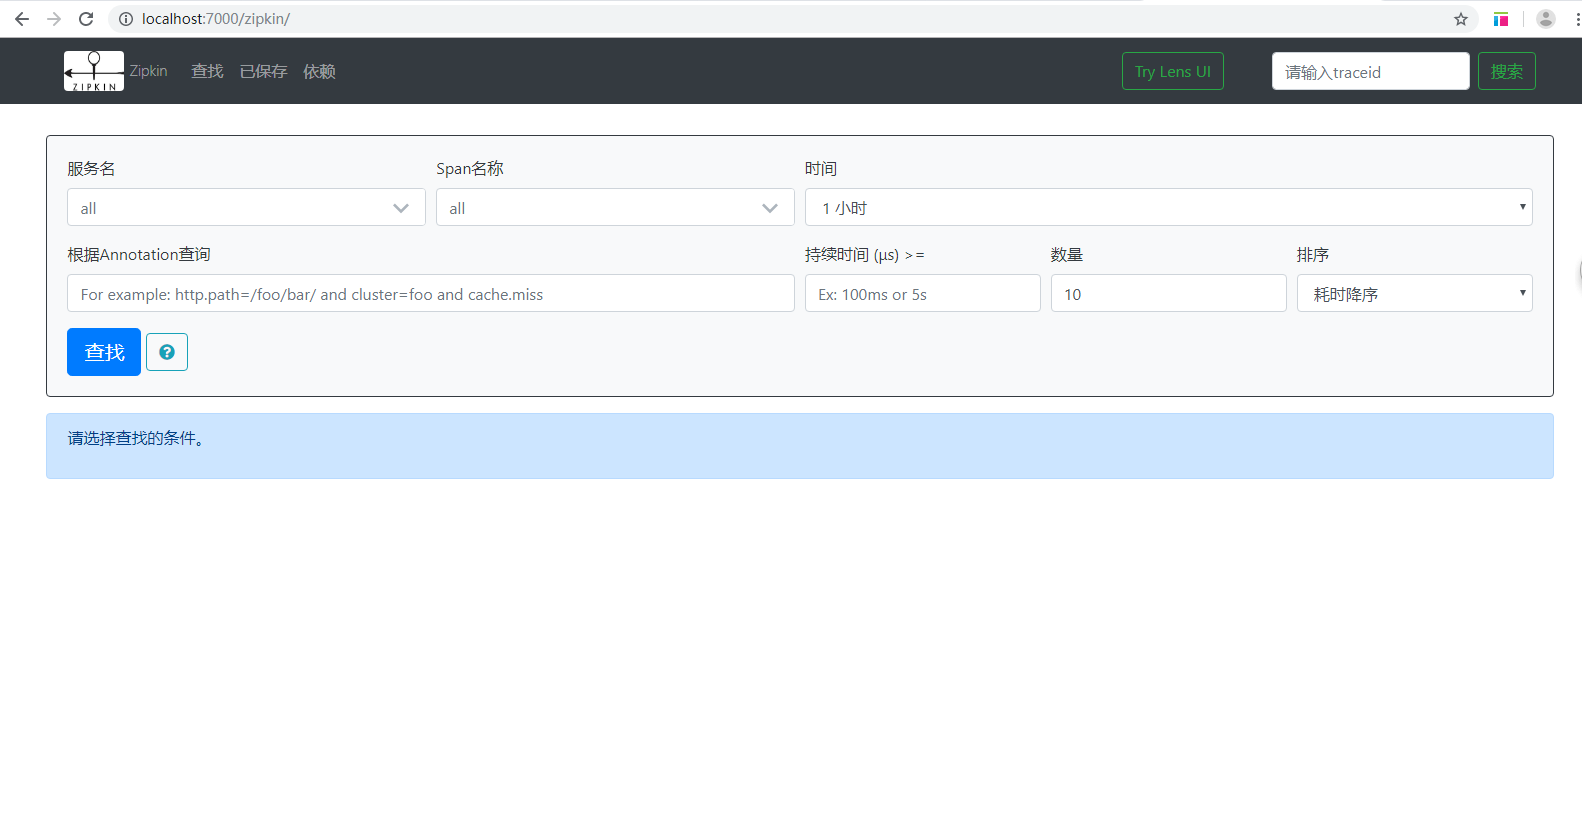 localhost:7000/zipkin/
ZIPKIN Zipkin 查找 已保存 依赖 Try Lens UI 请输入traceid 搜索
服务名 Span名称 时间
all all 1 小时
根据Annotation查询 持续时间 (μs) >= 数量 排序
For example: http.path=/foo/bar/ and cluster=foo and cache.miss Ex: 100ms or 5s 10 耗时降序
查找 ?
请选择查找的条件。